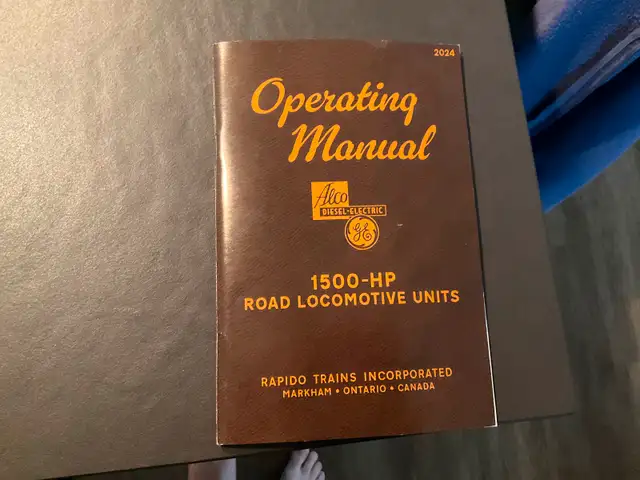 2024
Operating
Manual
Alco
DIESEL-ELECTRIC
GE
1500-HP
ROAD LOCOMOTIVE UNITS
RAPIDO TRAINS INCORPORATED
MARKHAM • ONTARIO • CANADA